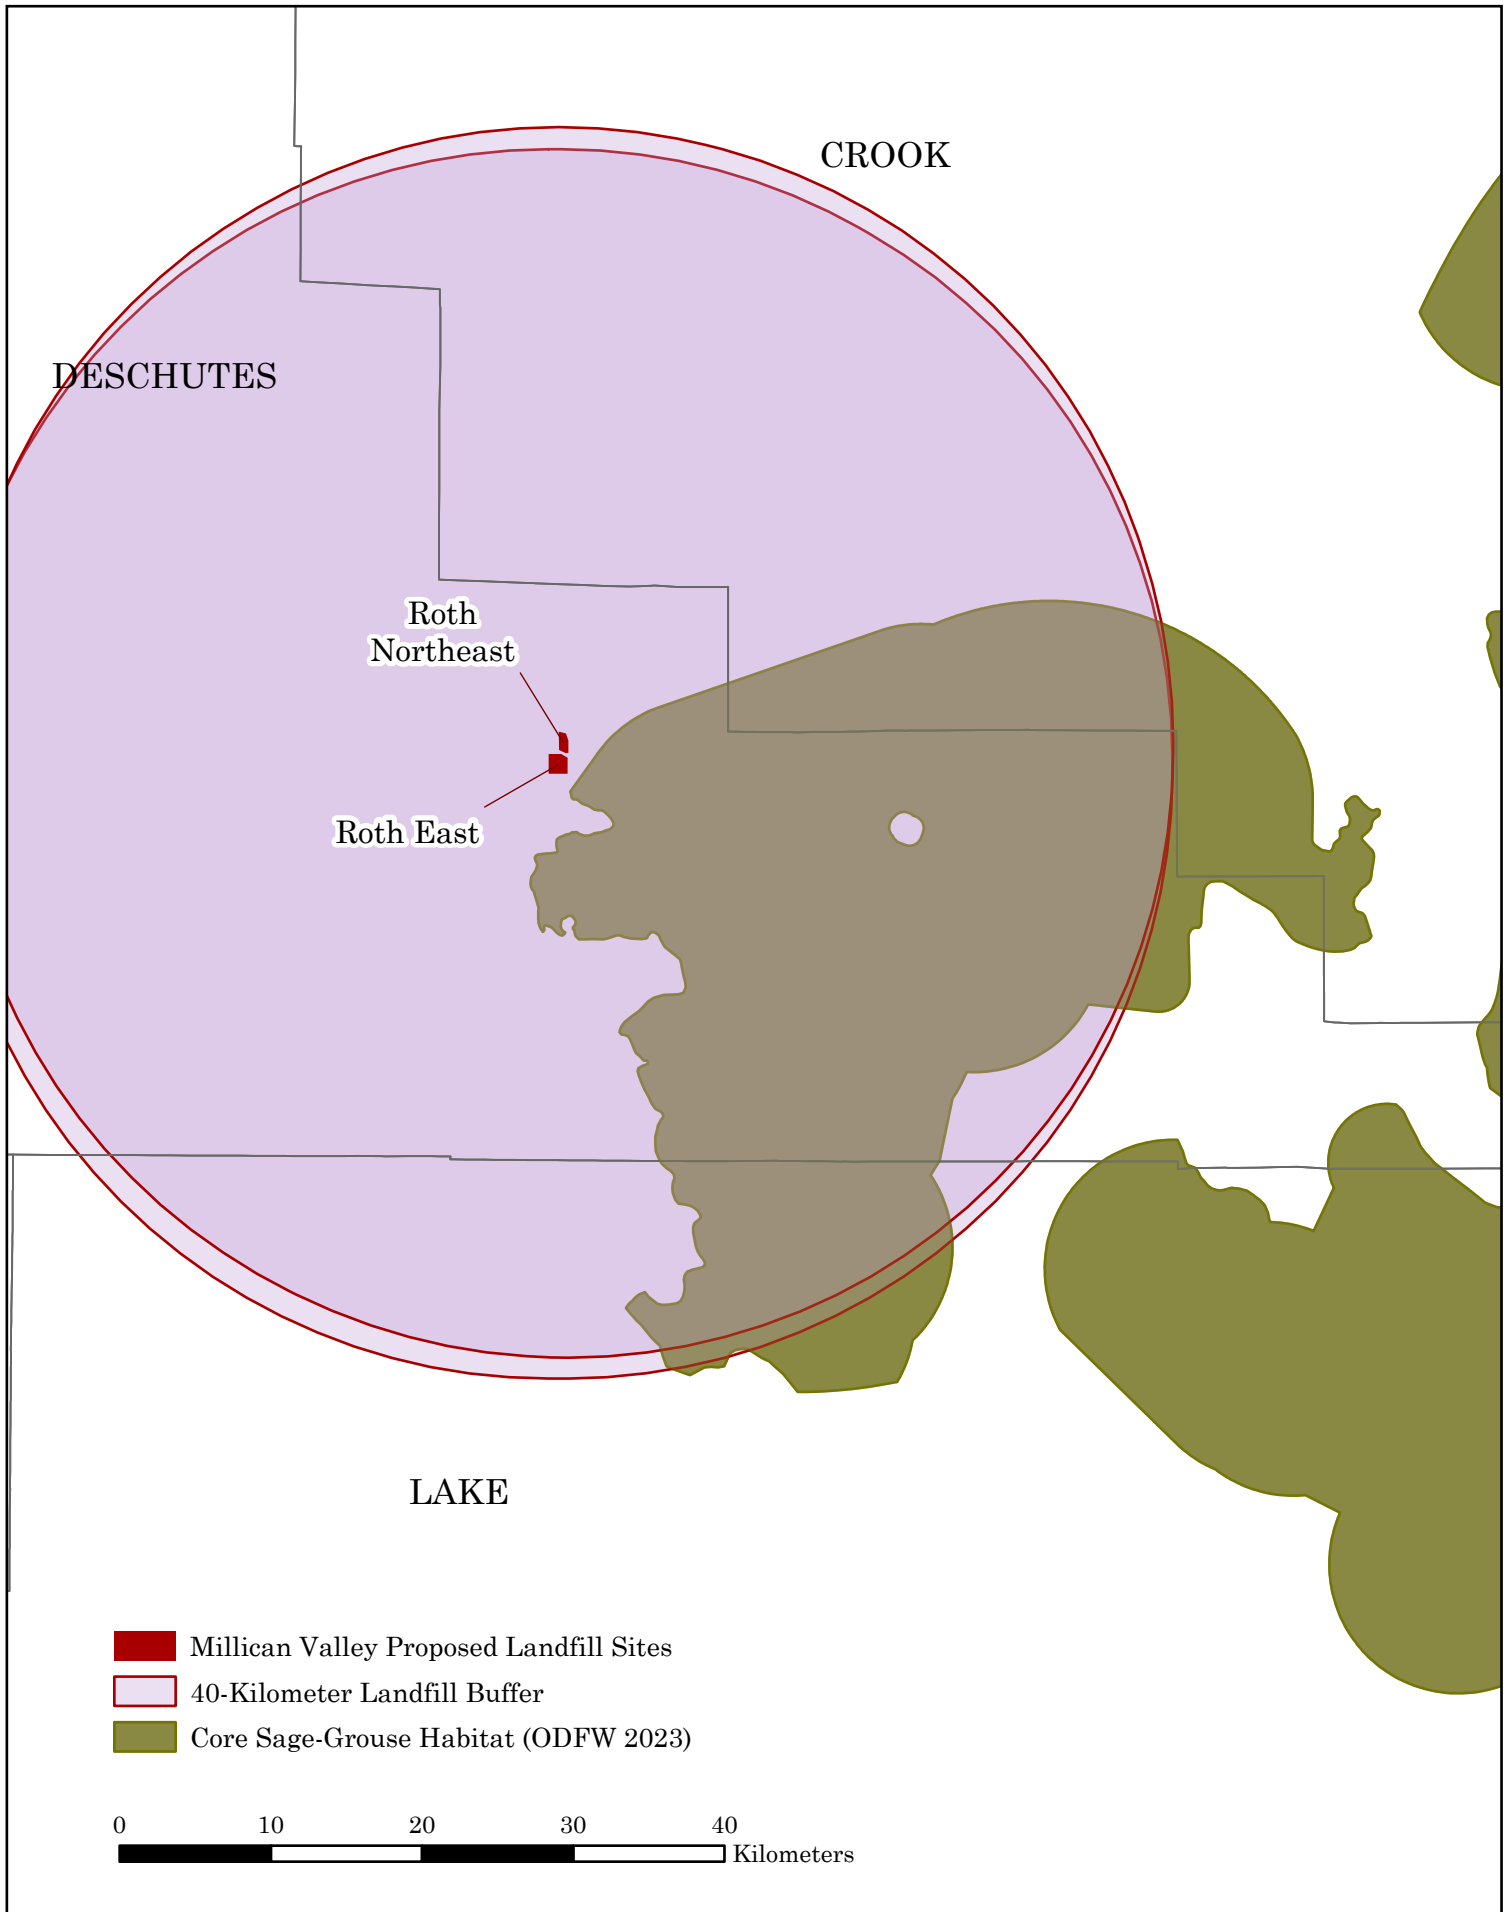 CROOK
DESCHUTES
Roth
Northeast
Roth East
LAKE
Millican Valley Proposed Landfill Sites
40-Kilometer Landfill Buffer
Core Sage-Grouse Habitat (ODFW 2023)
0 10 20 30 40
Kilometers